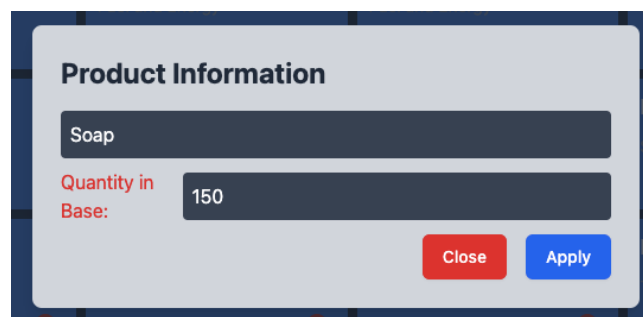 Product Information
Soap
Quantity in
Base:
150
Close
Apply